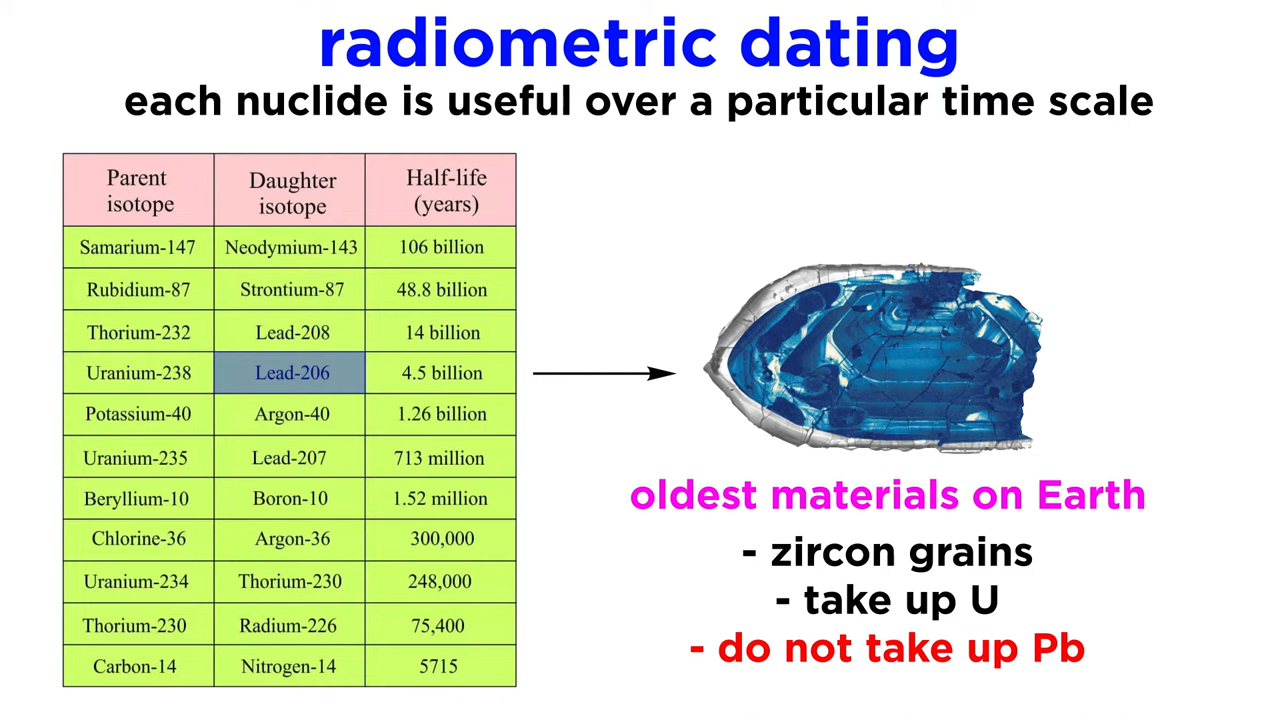 radiometric dating
each nuclide is useful over a particular time scale
Parent isotope Daughter isotope Half-life (years)
Samarium-147 Neodymium-143 106 billion
Rubidium-87 Strontium-87 48.8 billion
Thorium-232 Lead-208 14 billion
Uranium-238 Lead-206 4.5 billion
Potassium-40 Argon-40 1.26 billion
Uranium-235 Lead-207 713 million
Beryllium-10 Boron-10 1.52 million
Chlorine-36 Argon-36 300,000
Uranium-234 Thorium-230 248,000
Thorium-230 Radium-226 75,400
Carbon-14 Nitrogen-14 5715
oldest materials on Earth
- zircon grains
- take up U
- do not take up Pb